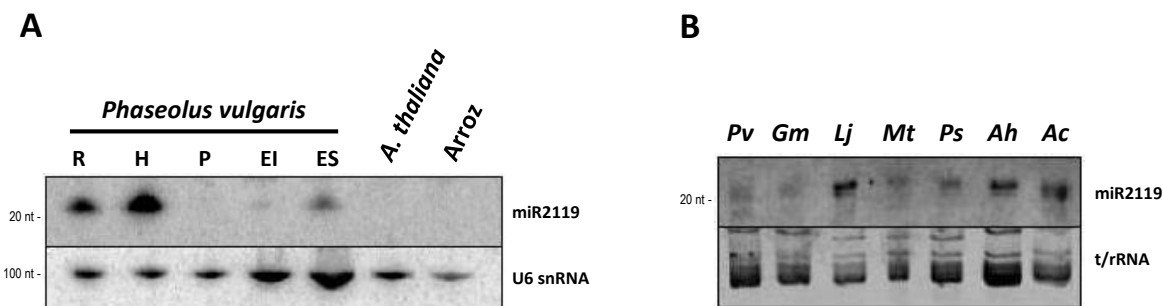 A
Phaseolus vulgaris
A. thaliana
Arroz
R H P EI ES
20 nt -
miR2119
100 nt -
U6 snRNA
B
Pv Gm Lj Mt Ps Ah Ac
20 nt -
miR2119
t/rRNA